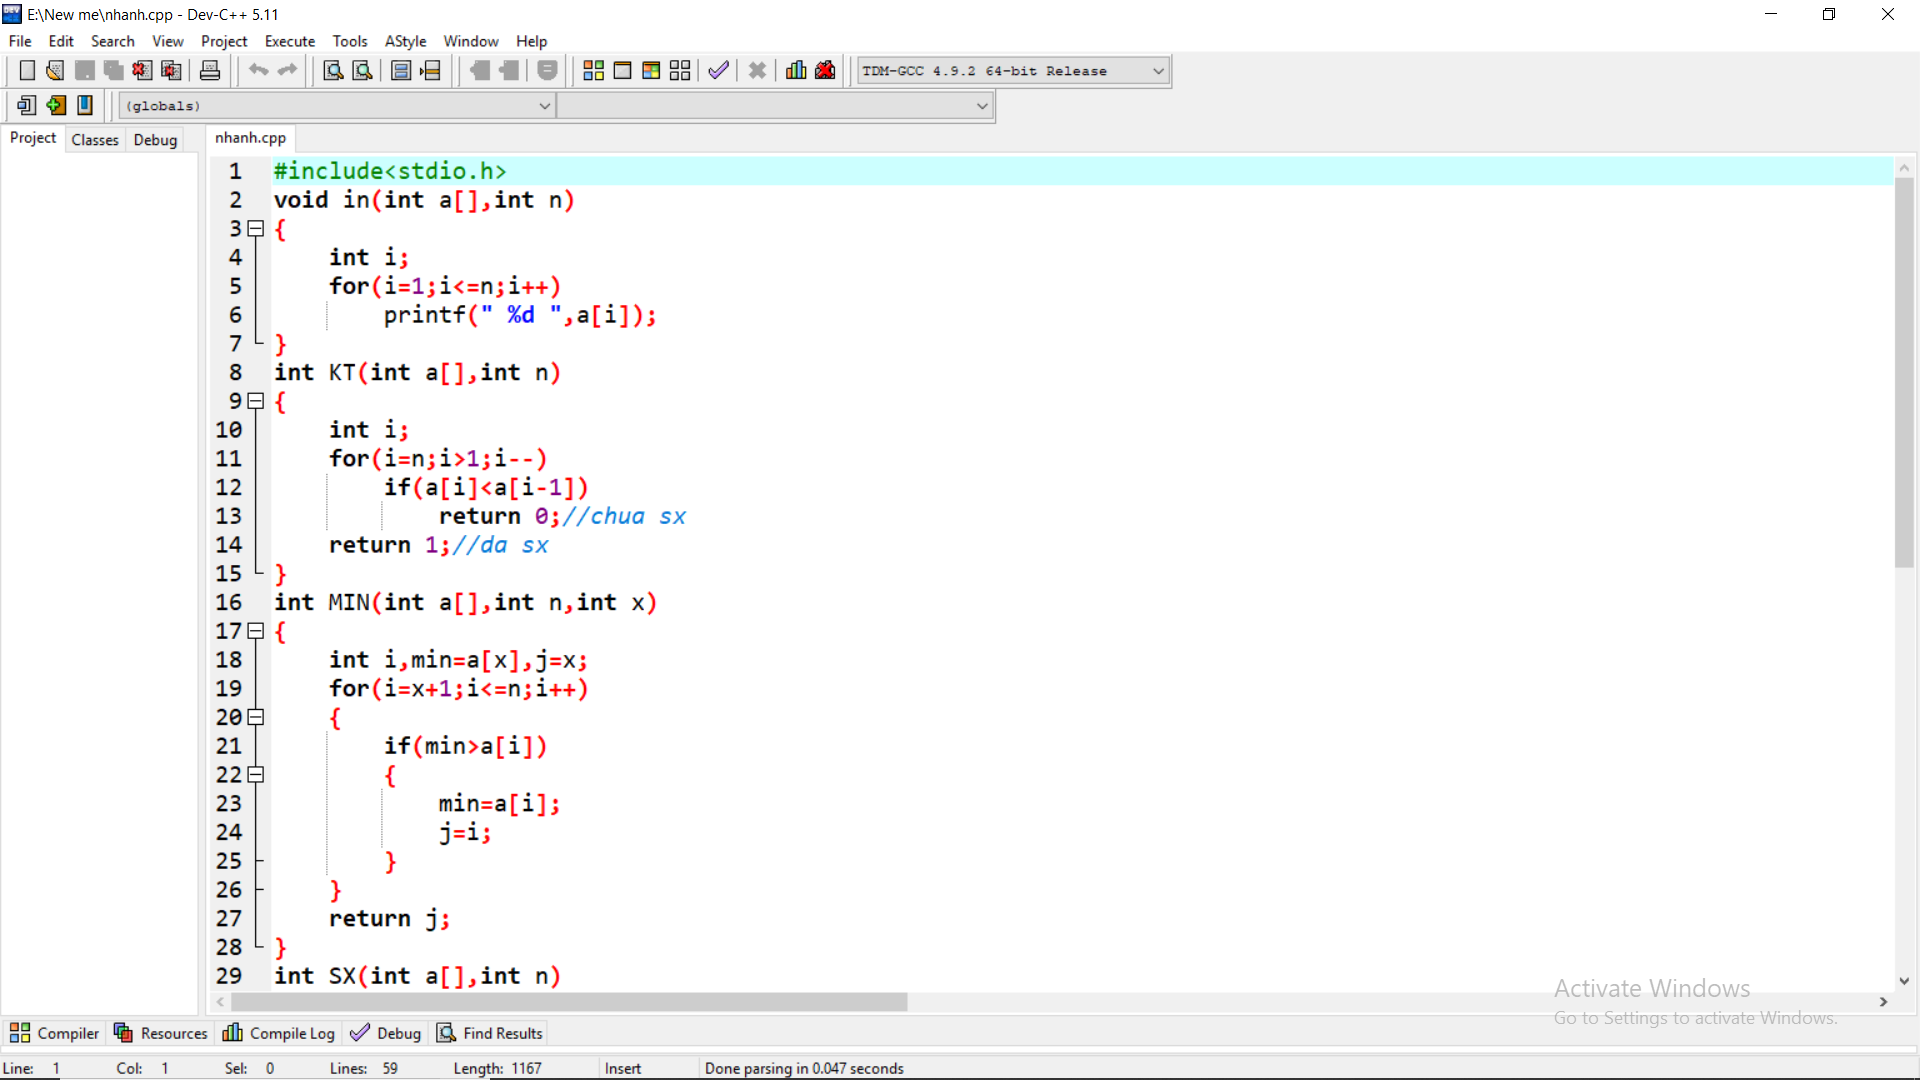 E:\New me\nhanh.cpp - Dev-C++ 5.11
File Edit Search View Project Execute Tools AStyle Window Help
TDM-GCC 4.9.2 64-bit Release
(globals)
Project Classes Debug nhanh.cpp
1 #include<stdio.h>
2 void in(int a[],int n)
3 {
4 int i;
5 for(i=1;i<=n;i++)
6 printf(" %d ",a[i]);
7 }
8 int KT(int a[],int n)
9 {
10 int i;
11 for(i=n;i>1;i--)
12 if(a[i]<a[i-1])
13 return 0;//chua sx
14 return 1;//da sx
15 }
16 int MIN(int a[],int n,int x)
17 {
18 int i,min=a[x],j=x;
19 for(i=x+1;i<=n;i++)
20 {
21 if(min>a[i])
22 {
23 min=a[i];
24 j=i;
25 }
26 }
27 return j;
28 }
29 int SX(int a[],int n)
Activate Windows
Go to Settings to activate Windows.
Compiler Resources Compile Log Debug Find Results
Line: 1 Col: 1 Sel: 0 Lines: 59 Length: 1167 Insert Done parsing in 0.047 seconds